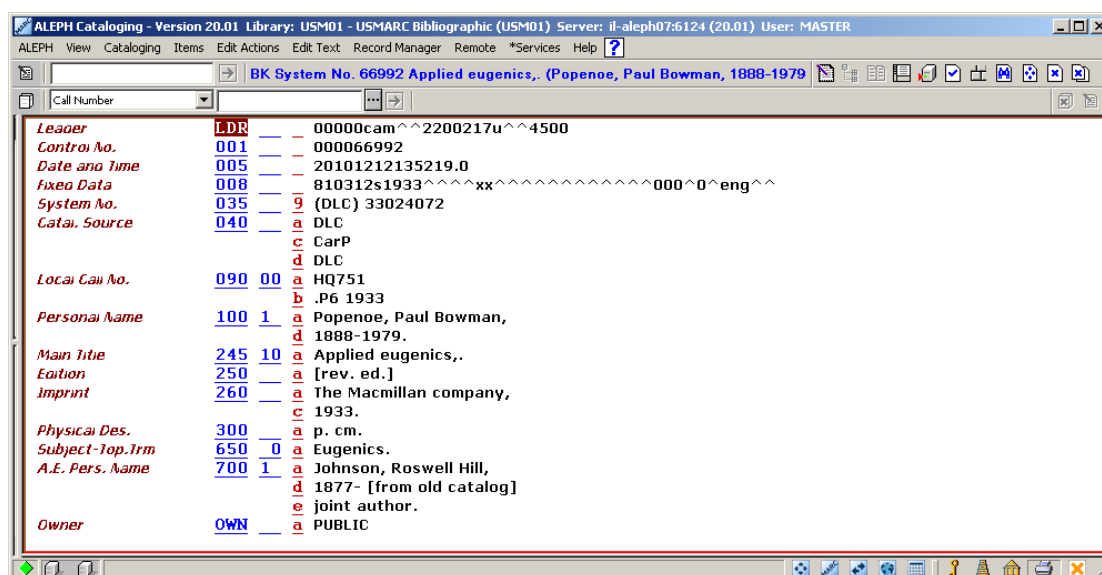 ALEPH Cataloging - Version 20.01 Library: USM01 - USMARC Bibliographic (USM01) Server: il-aleph07:6124 (20.01) User: MASTER
ALEPH View Cataloging Items Edit Actions Edit Text Record Manager Remote *Services Help ?
BK System No. 66992 Applied eugenics,. (Popenoe, Paul Bowman, 1888-1979
Call Number ...
Leader LDR 00000cam^^2200217u^^4500
Control No. 001 000066992
Date and Time 005 20101212135219.0
Fixed Data 008 810312s1933^^^^xx^^^^^^^^^^^^000^0^eng^^
System No. 035 9 (DLC) 33024072
Catal. Source 040 a DLC
c CarP
d DLC
Local Call No. 090 00 a HQ751
b .P6 1933
Personal Name 100 1 a Popenoe, Paul Bowman,
d 1888-1979.
Main Title 245 10 a Applied eugenics,.
Edition 250 a [rev. ed.]
Imprint 260 a The Macmillan company,
c 1933.
Physical Des. 300 a p. cm.
Subject-Top.Trm 650 0 a Eugenics.
A.E. Pers. Name 700 1 a Johnson, Roswell Hill,
d 1877- [from old catalog]
e joint author.
Owner OWN a PUBLIC